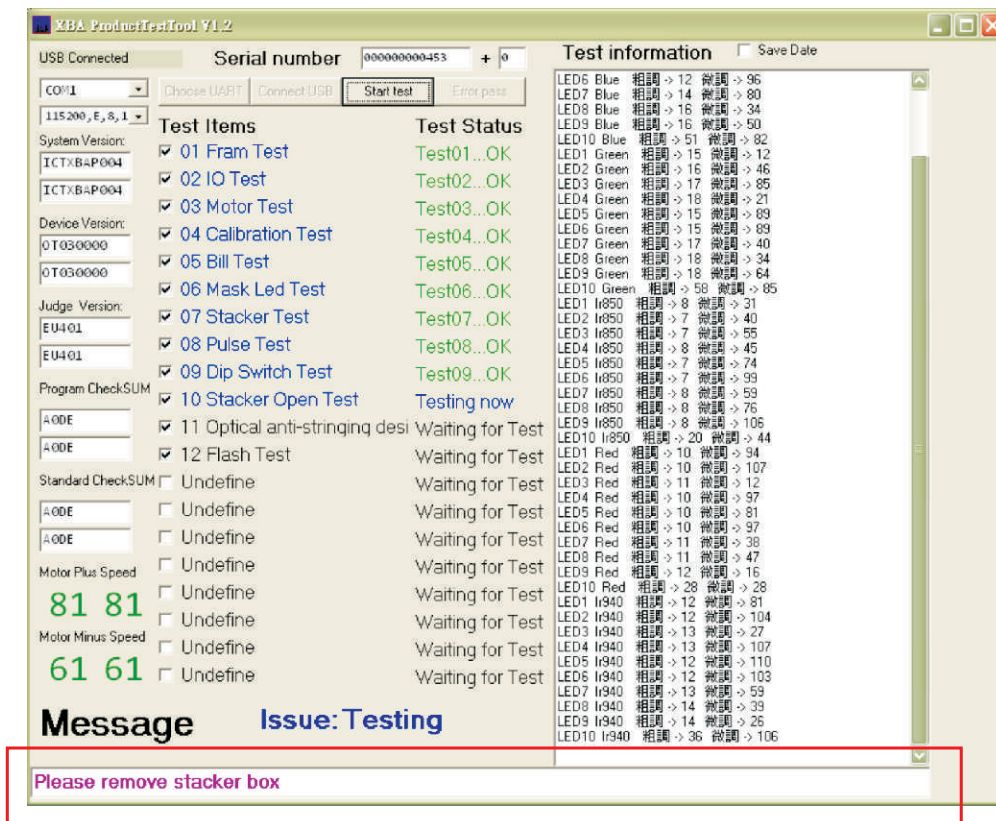 XBA ProductTestTool V1.2
USB Connected
Serial number 000000000453 + 0
COM1
Choose UART Connect USB Start test Error pass
115200,E,8,1
System Version:
ICTXBAP004
ICTXBAP004
Device Version:
0T030000
0T030000
Judge Version:
EU401
EU401
Program CheckSUM
A0DE
A0DE
Standard CheckSUM
A0DE
A0DE
Motor Plus Speed
81 81
Motor Minus Speed
61 61
Test Items Test Status
01 Fram Test Test01...OK
02 IO Test Test02...OK
03 Motor Test Test03...OK
04 Calibration Test Test04...OK
05 Bill Test Test05...OK
06 Mask Led Test Test06...OK
07 Stacker Test Test07...OK
08 Pulse Test Test08...OK
09 Dip Switch Test Test09...OK
10 Stacker Open Test Testing now
11 Optical anti-stringing desi Waiting for Test
12 Flash Test Waiting for Test
Undefine Waiting for Test
Undefine Waiting for Test
Undefine Waiting for Test
Undefine Waiting for Test
Undefine Waiting for Test
Undefine Waiting for Test
Undefine Waiting for Test
Undefine Waiting for Test
Test information Save Date
LED6 Blue 粗調 -> 12 微調 -> 96
LED7 Blue 粗調 -> 14 微調 -> 80
LED8 Blue 粗調 -> 16 微調 -> 34
LED9 Blue 粗調 -> 16 微調 -> 50
LED10 Blue 粗調 -> 51 微調 -> 82
LED1 Green 粗調 -> 15 微調 -> 12
LED2 Green 粗調 -> 16 微調 -> 46
LED3 Green 粗調 -> 17 微調 -> 85
LED4 Green 粗調 -> 18 微調 -> 21
LED5 Green 粗調 -> 15 微調 -> 89
LED6 Green 粗調 -> 15 微調 -> 89
LED7 Green 粗調 -> 17 微調 -> 40
LED8 Green 粗調 -> 18 微調 -> 34
LED9 Green 粗調 -> 18 微調 -> 64
LED10 Green 粗調 -> 58 微調 -> 85
LED1 Ir850 粗調 -> 8 微調 -> 31
LED2 Ir850 粗調 -> 7 微調 -> 40
LED3 Ir850 粗調 -> 7 微調 -> 55
LED4 Ir850 粗調 -> 8 微調 -> 45
LED5 Ir850 粗調 -> 7 微調 -> 74
LED6 Ir850 粗調 -> 7 微調 -> 99
LED7 Ir850 粗調 -> 8 微調 -> 59
LED8 Ir850 粗調 -> 8 微調 -> 76
LED9 Ir850 粗調 -> 8 微調 -> 106
LED10 Ir850 粗調 -> 20 微調 -> 44
LED1 Red 粗調 -> 10 微調 -> 94
LED2 Red 粗調 -> 10 微調 -> 107
LED3 Red 粗調 -> 11 微調 -> 12
LED4 Red 粗調 -> 10 微調 -> 97
LED5 Red 粗調 -> 10 微調 -> 81
LED6 Red 粗調 -> 10 微調 -> 97
LED7 Red 粗調 -> 11 微調 -> 38
LED8 Red 粗調 -> 11 微調 -> 47
LED9 Red 粗調 -> 12 微調 -> 16
LED10 Red 粗調 -> 28 微調 -> 28
LED1 Ir940 粗調 -> 12 微調 -> 81
LED2 Ir940 粗調 -> 12 微調 -> 104
LED3 Ir940 粗調 -> 13 微調 -> 27
LED4 Ir940 粗調 -> 13 微調 -> 107
LED5 Ir940 粗調 -> 12 微調 -> 110
LED6 Ir940 粗調 -> 12 微調 -> 103
LED7 Ir940 粗調 -> 13 微調 -> 59
LED8 Ir940 粗調 -> 14 微調 -> 39
LED9 Ir940 粗調 -> 14 微調 -> 26
LED10 Ir940 粗調 -> 36 微調 -> 106
Message Issue: Testing
Please remove stacker box